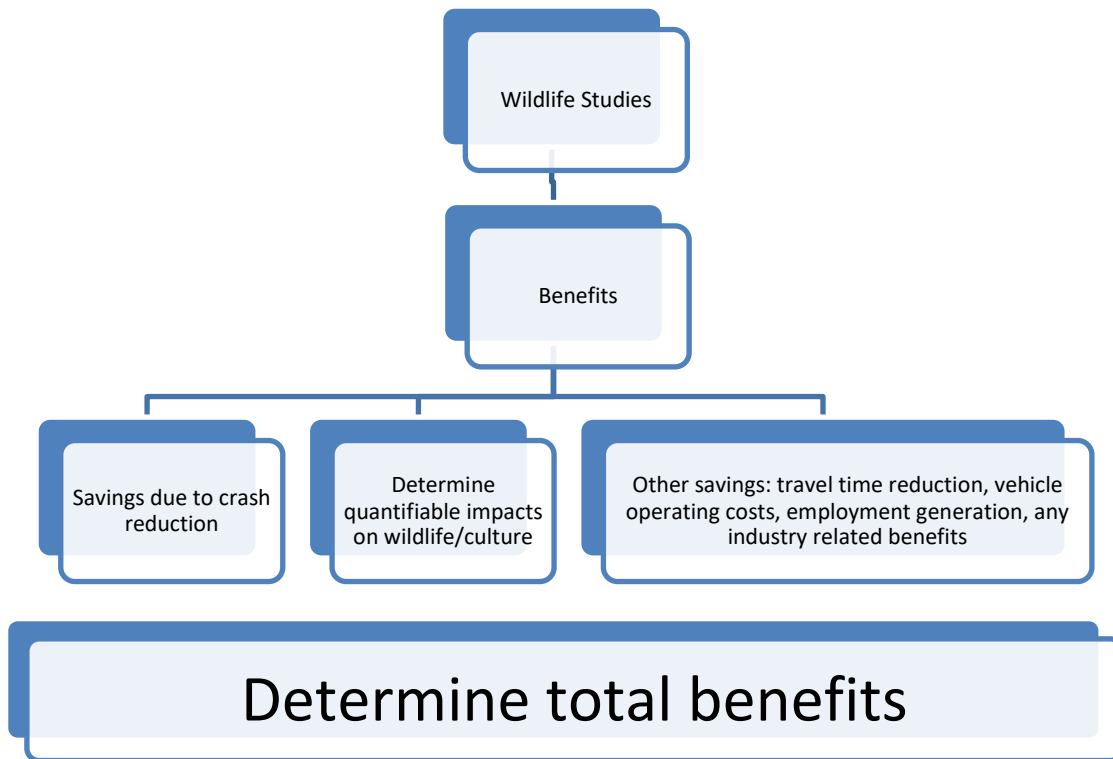 Wildlife Studies
Benefits
Savings due to crash
reduction
Determine
quantifiable impacts
on wildlife/culture
Other savings: travel time reduction, vehicle
operating costs, employment generation, any
industry related benefits
Determine total benefits